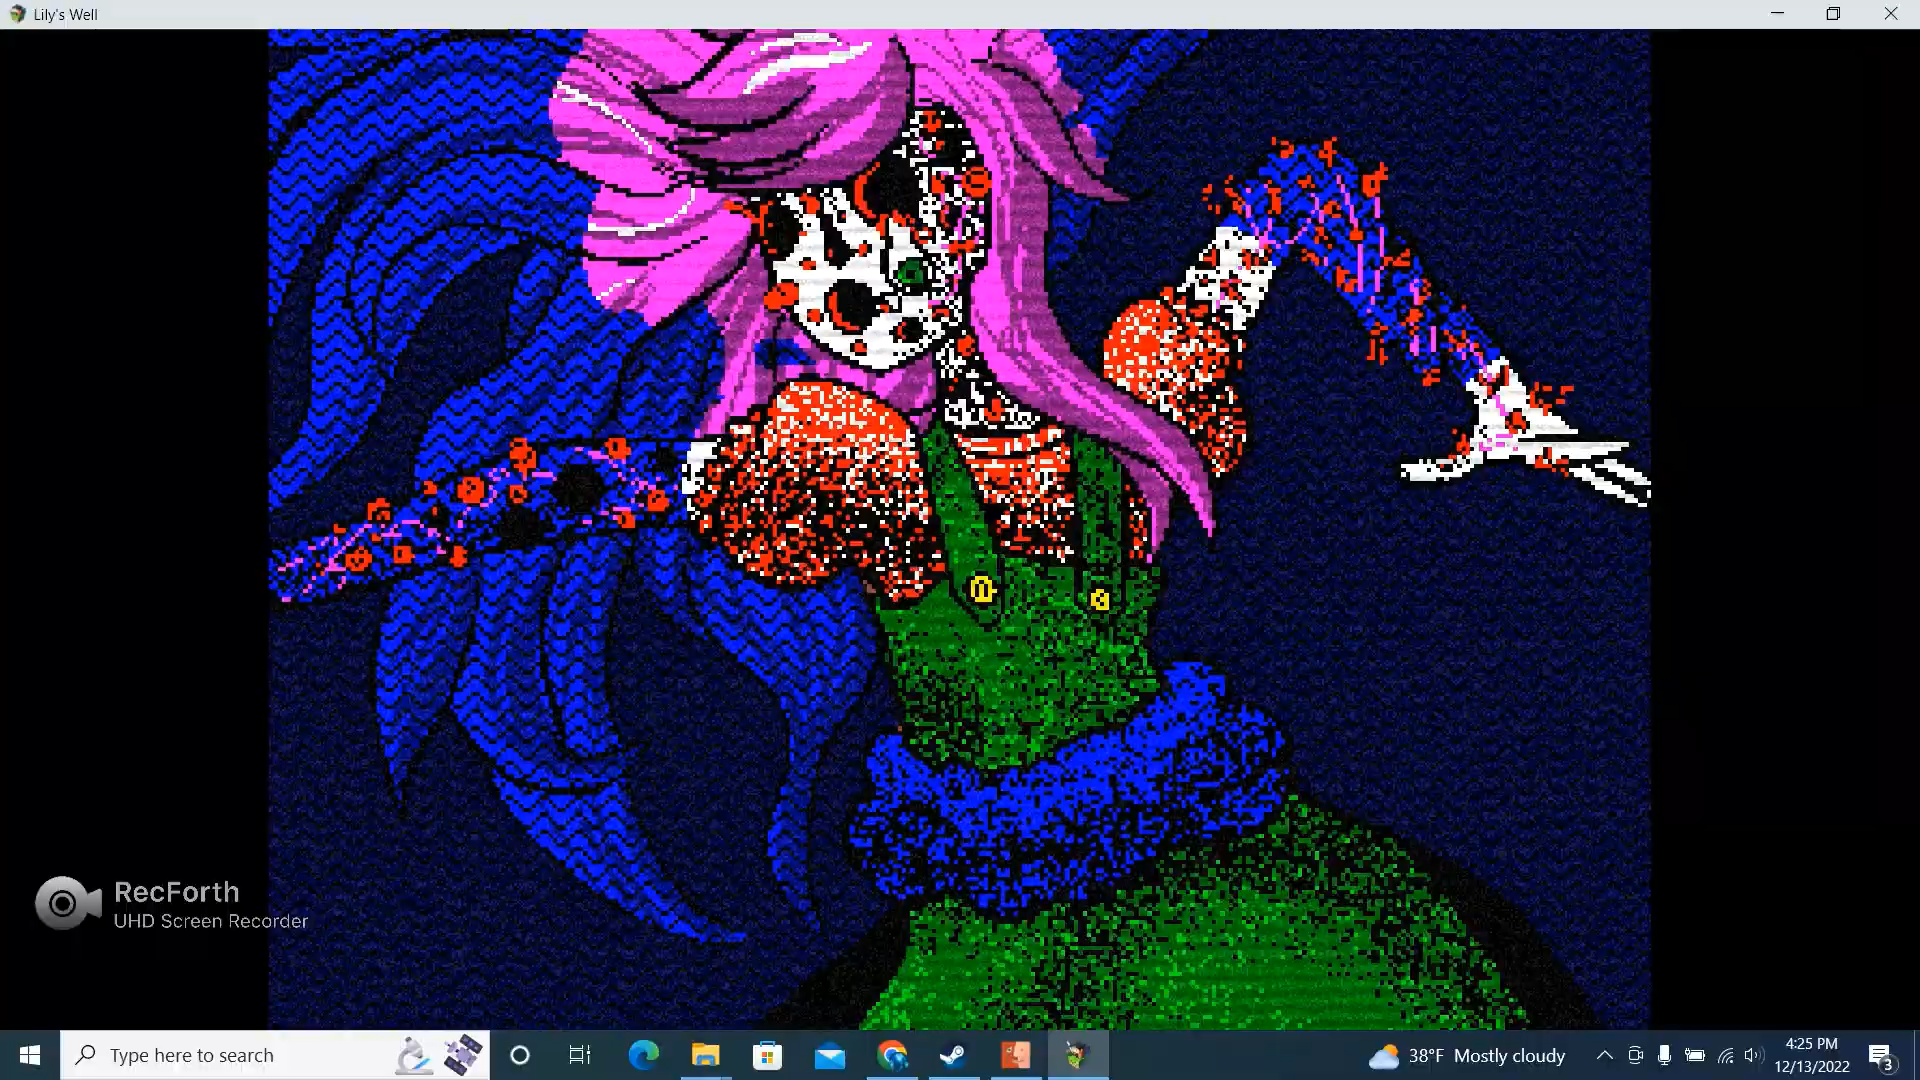 Lily's Well
RecForth
UHD Screen Recorder
Type here to search
38°F Mostly cloudy
4:25 PM
12/13/2022
3